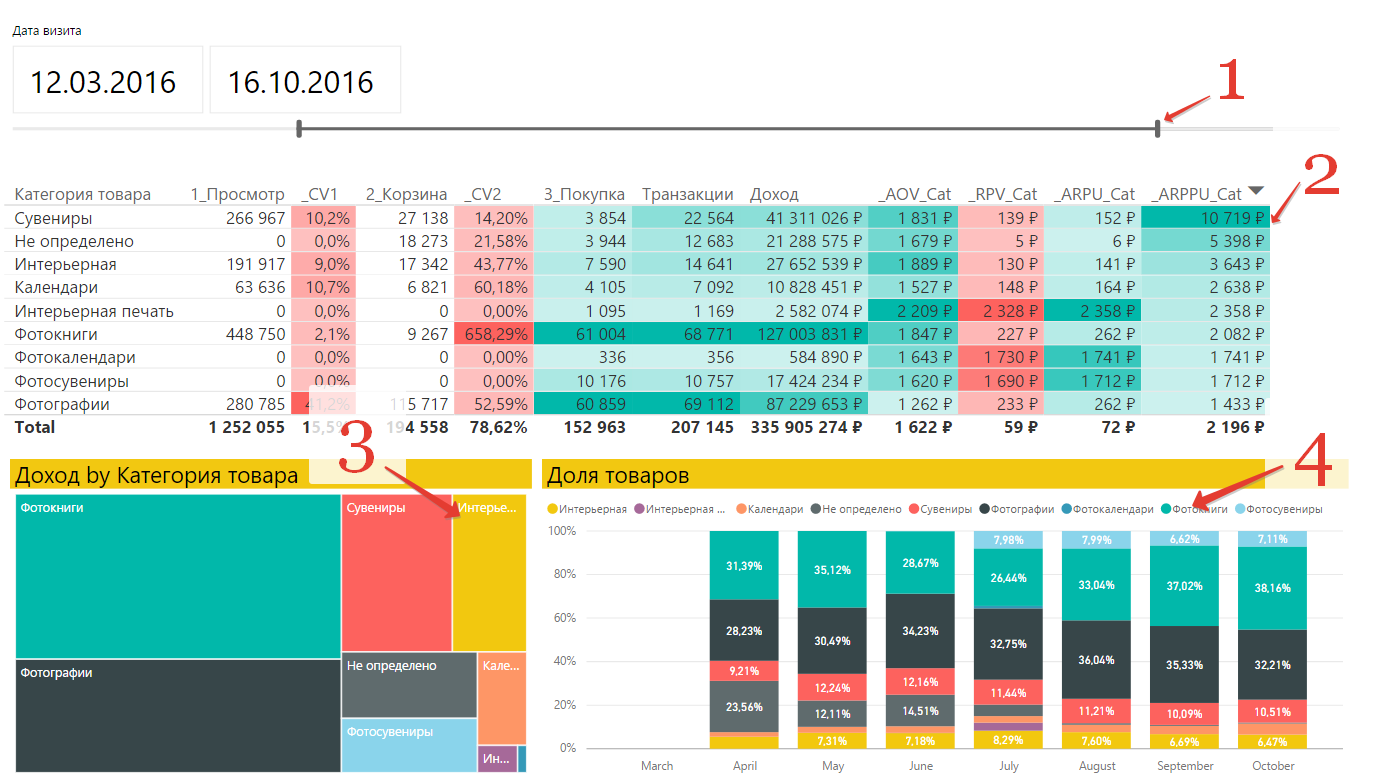 Дата визита
12.03.2016 16.10.2016
1
2
Категория товара 1_Просмотр _CV1 2_Корзина _CV2 3_Покупка Транзакции Доход _AOV_Cat _RPV_Cat _ARPU_Cat _ARPPU_Cat
Сувениры 266 967 10,2% 27 138 14,20% 3 854 22 564 41 311 026 ₽ 1 831 ₽ 139 ₽ 152 ₽ 10 719 ₽
Не определено 0 0,0% 18 273 21,58% 3 944 12 683 21 288 575 ₽ 1 679 ₽ 5 ₽ 6 ₽ 5 398 ₽
Интерьерная 191 917 9,0% 17 342 43,77% 7 590 14 641 27 652 539 ₽ 1 889 ₽ 130 ₽ 141 ₽ 3 643 ₽
Календари 63 636 10,7% 6 821 60,18% 4 105 7 092 10 828 451 ₽ 1 527 ₽ 148 ₽ 164 ₽ 2 638 ₽
Интерьерная печать 0 0,0% 0 0,00% 1 095 1 169 2 582 074 ₽ 2 209 ₽ 2 328 ₽ 2 358 ₽ 2 358 ₽
Фотокниги 448 750 2,1% 9 267 658,29% 61 004 68 771 127 003 831 ₽ 1 847 ₽ 227 ₽ 262 ₽ 2 082 ₽
Фотокалендари 0 0,0% 0 0,00% 336 356 584 890 ₽ 1 643 ₽ 1 730 ₽ 1 741 ₽ 1 741 ₽
Фотосувениры 0 0,0% 0 0,00% 10 176 10 757 17 424 234 ₽ 1 620 ₽ 1 690 ₽ 1 712 ₽ 1 712 ₽
Фотографии 280 785 41,2% 115 717 52,59% 60 859 69 112 87 229 653 ₽ 1 262 ₽ 233 ₽ 262 ₽ 1 433 ₽
Total 1 252 055 15,5% 194 558 78,62% 152 963 207 145 335 905 274 ₽ 1 622 ₽ 59 ₽ 72 ₽ 2 196 ₽
3
4
Доход by Категория товара
Фотокниги
Сувениры
Интерье...
Фотографии
Не определено
Кале...
Фотосувениры
Ин...
Доля товаров
Интерьерная Интерьерная ... Календари Не определено Сувениры Фотографии Фотокалендари Фотокниги Фотосувениры
100%
80%
60%
40%
20%
0%
31,39%
28,23%
9,21%
23,56%
35,12%
30,49%
12,24%
12,11%
7,31%
28,67%
34,23%
12,16%
14,51%
7,18%
7,98%
26,44%
32,75%
11,44%
8,29%
7,99%
33,04%
36,04%
11,21%
7,60%
6,62%
37,02%
35,33%
10,09%
6,69%
7,11%
38,16%
32,21%
10,51%
6,47%
March April May June July August September October